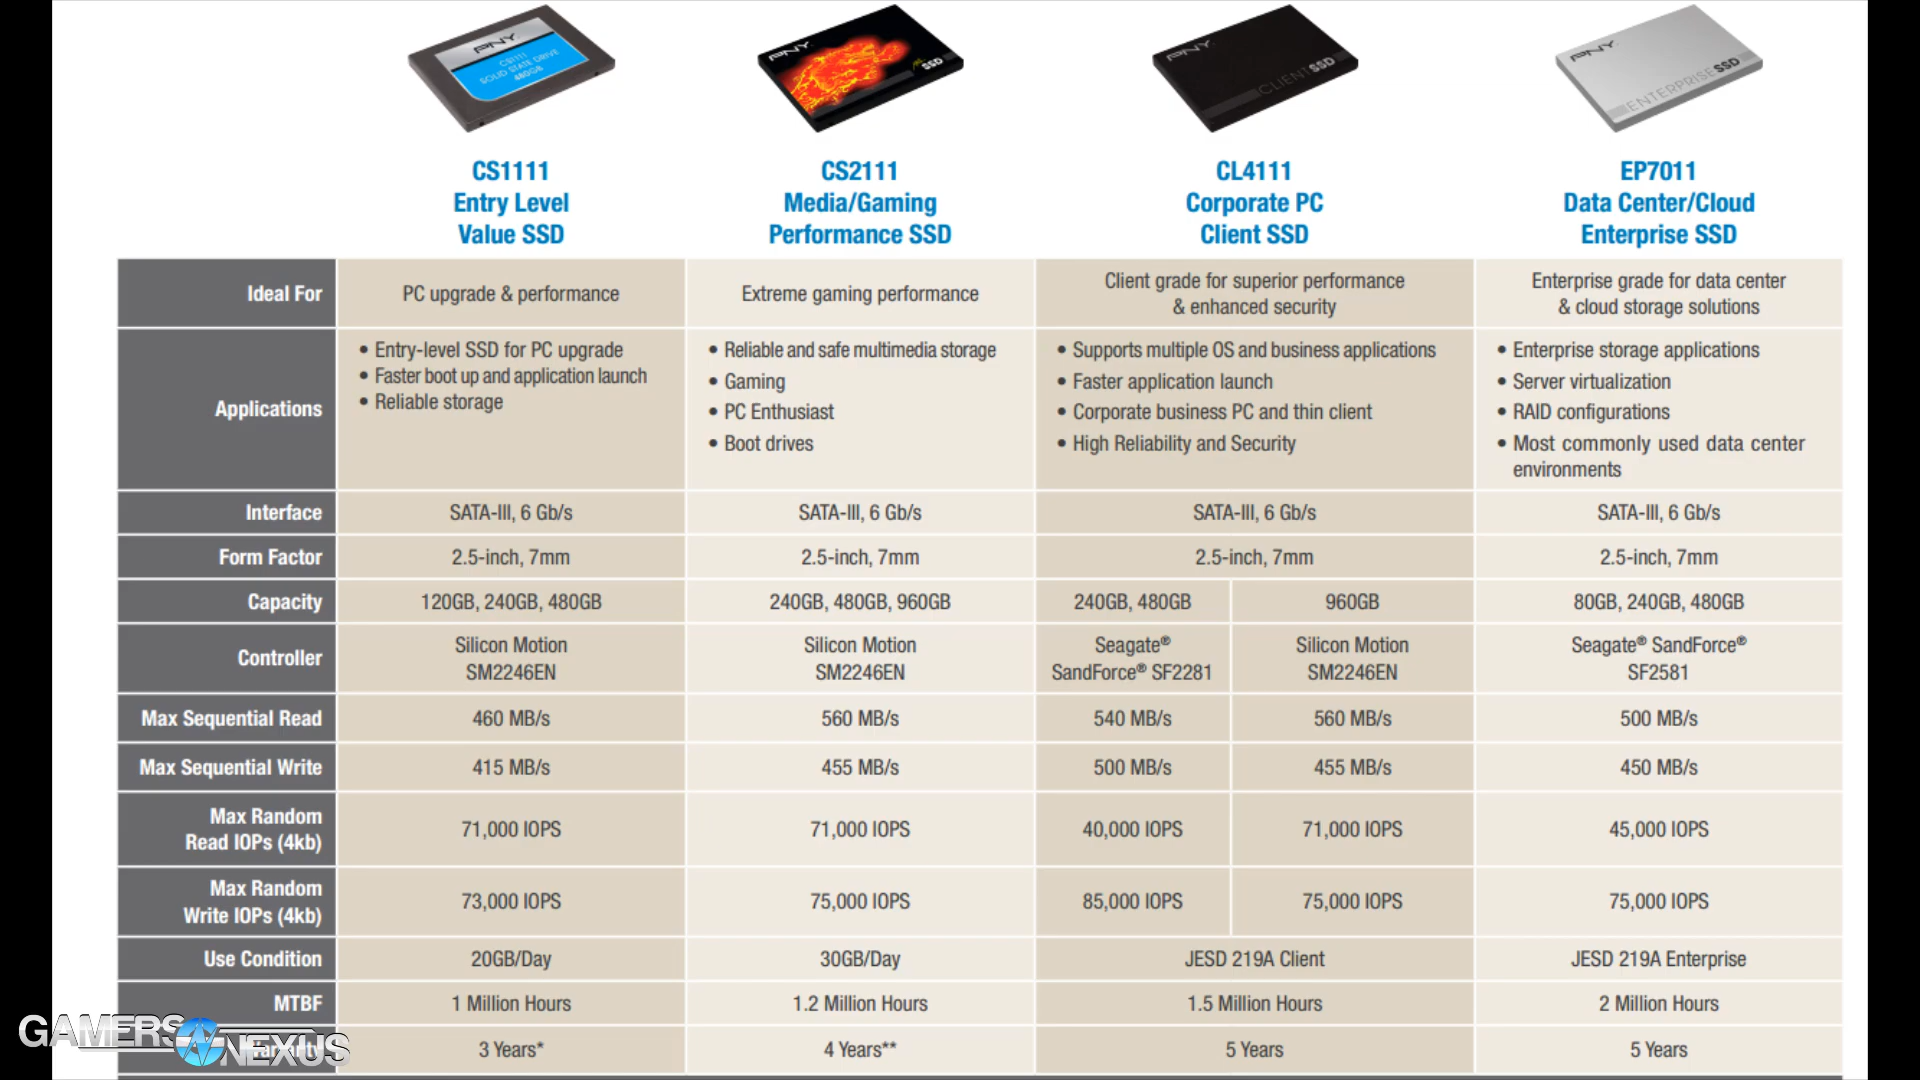 PNY
CS1111
SOLID STATE DRIVE
480GB
PNY
SSD
PNY
CLIENTSSD
PNY
ENTERPRISESSD
CS1111
Entry Level
Value SSD
CS2111
Media/Gaming
Performance SSD
CL4111
Corporate PC
Client SSD
EP7011
Data Center/Cloud
Enterprise SSD
Ideal For
PC upgrade & performance
Extreme gaming performance
Client grade for superior performance
& enhanced security
Enterprise grade for data center
& cloud storage solutions
Applications
• Entry-level SSD for PC upgrade
• Faster boot up and application launch
• Reliable storage
• Reliable and safe multimedia storage
• Gaming
• PC Enthusiast
• Boot drives
• Supports multiple OS and business applications
• Faster application launch
• Corporate business PC and thin client
• High Reliability and Security
• Enterprise storage applications
• Server virtualization
• RAID configurations
• Most commonly used data center
environments
Interface
SATA-III, 6 Gb/s
SATA-III, 6 Gb/s
SATA-III, 6 Gb/s
SATA-III, 6 Gb/s
Form Factor
2.5-inch, 7mm
2.5-inch, 7mm
2.5-inch, 7mm
2.5-inch, 7mm
Capacity
120GB, 240GB, 480GB
240GB, 480GB, 960GB
240GB, 480GB
960GB
80GB, 240GB, 480GB
Controller
Silicon Motion
SM2246EN
Silicon Motion
SM2246EN
Seagate®
SandForce® SF2281
Silicon Motion
SM2246EN
Seagate® SandForce®
SF2581
Max Sequential Read
460 MB/s
560 MB/s
540 MB/s
560 MB/s
500 MB/s
Max Sequential Write
415 MB/s
455 MB/s
500 MB/s
455 MB/s
450 MB/s
Max Random
Read IOPs (4kb)
71,000 IOPS
71,000 IOPS
40,000 IOPS
71,000 IOPS
45,000 IOPS
Max Random
Write IOPs (4kb)
73,000 IOPS
75,000 IOPS
85,000 IOPS
75,000 IOPS
75,000 IOPS
Use Condition
20GB/Day
30GB/Day
JESD 219A Client
JESD 219A Enterprise
MTBF
1 Million Hours
1.2 Million Hours
1.5 Million Hours
2 Million Hours
Warranty
3 Years*
4 Years**
5 Years
5 Years
GAMERS
NEXUS